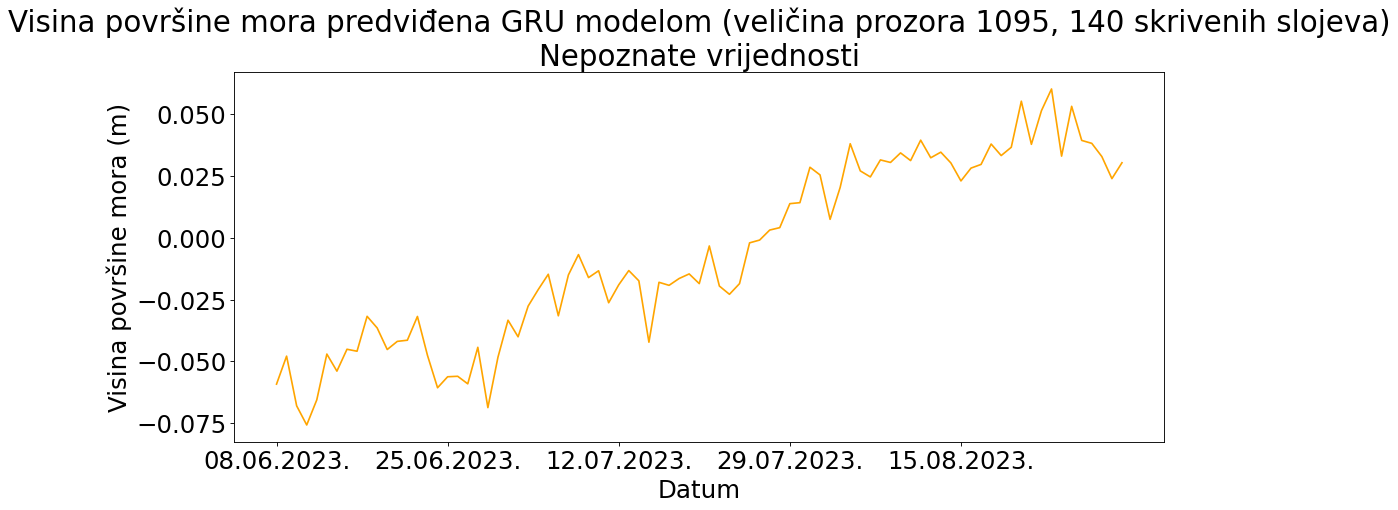 Visina površine mora predviđena GRU modelom (veličina prozora 1095, 140 skrivenih slojeva)
Nepoznate vrijednosti
Visina površine mora (m)
0.050
0.025
0.000
−0.025
−0.050
−0.075
08.06.2023. 25.06.2023. 12.07.2023. 29.07.2023. 15.08.2023.
Datum